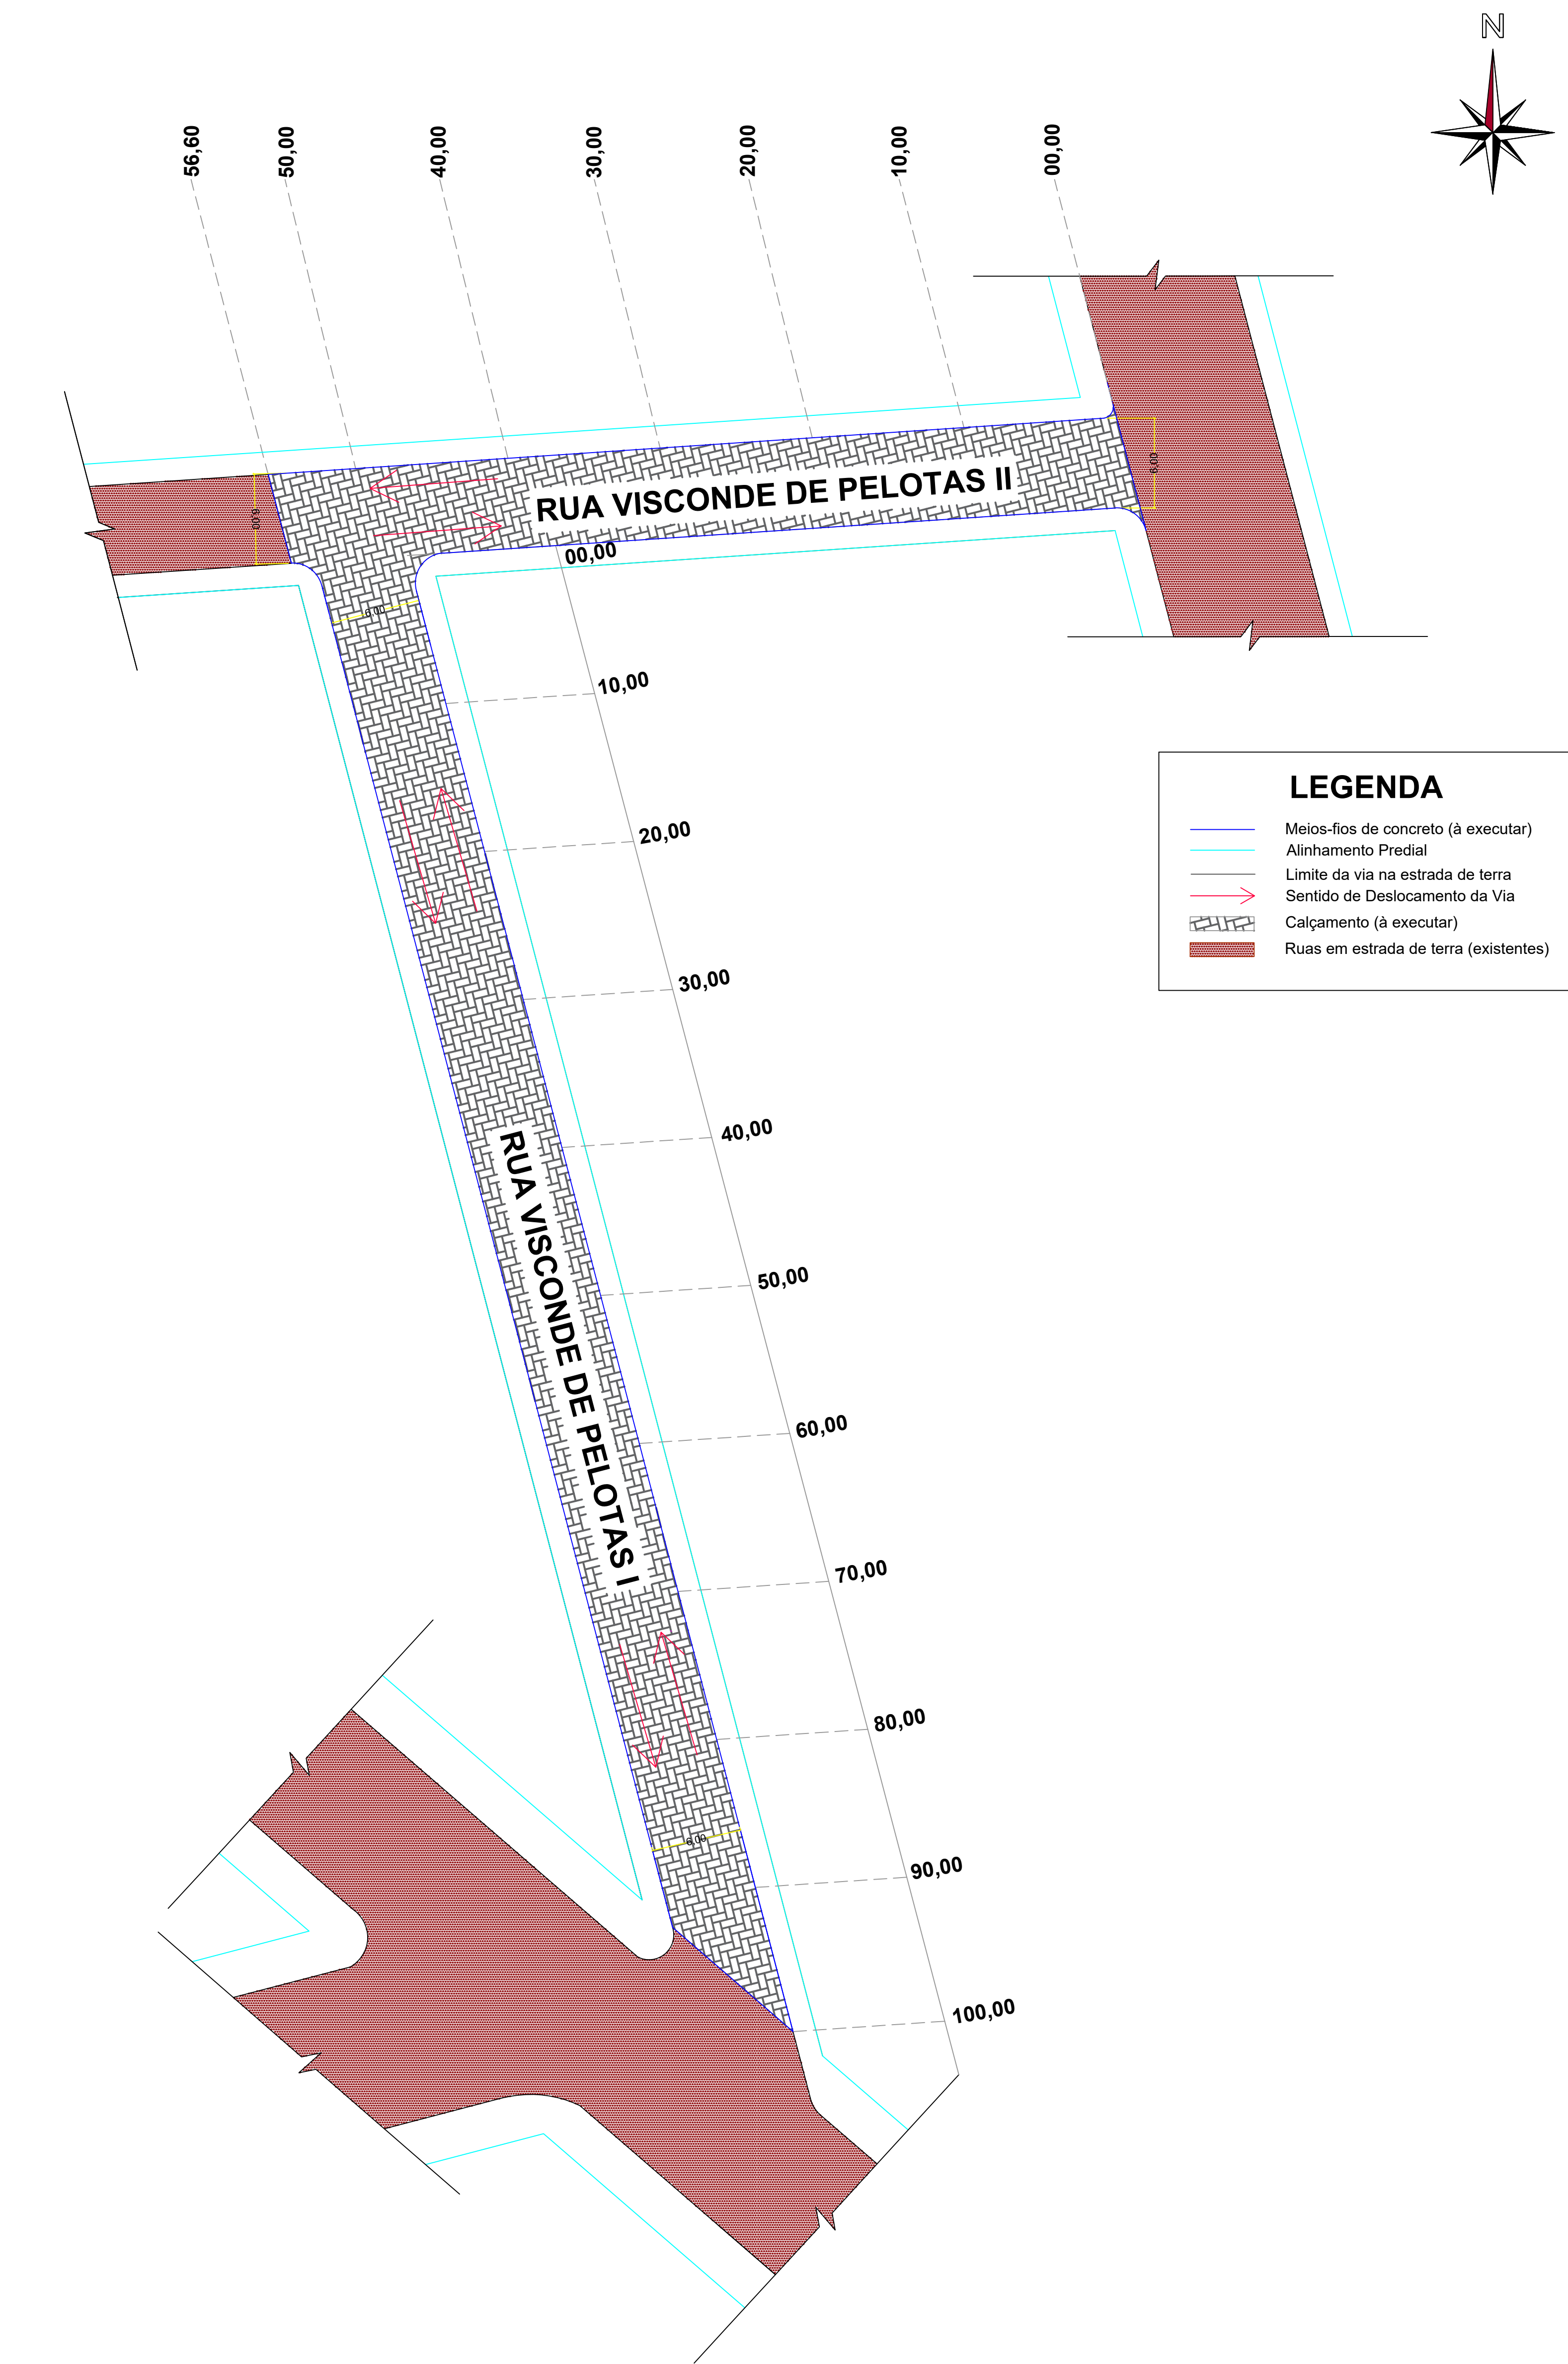 N
56,60
50,00
40,00
30,00
20,00
10,00
00,00
RUA VISCONDE DE PELOTAS II
6,00
6,00
00,00
6,00
10,00
20,00
30,00
40,00
50,00
60,00
70,00
80,00
90,00
100,00
RUA VISCONDE DE PELOTAS I
6,00
LEGENDA
Meios-fios de concreto (à executar)
Alinhamento Predial
Limite da via na estrada de terra
Sentido de Deslocamento da Via
Calçamento (à executar)
Ruas em estrada de terra (existentes)